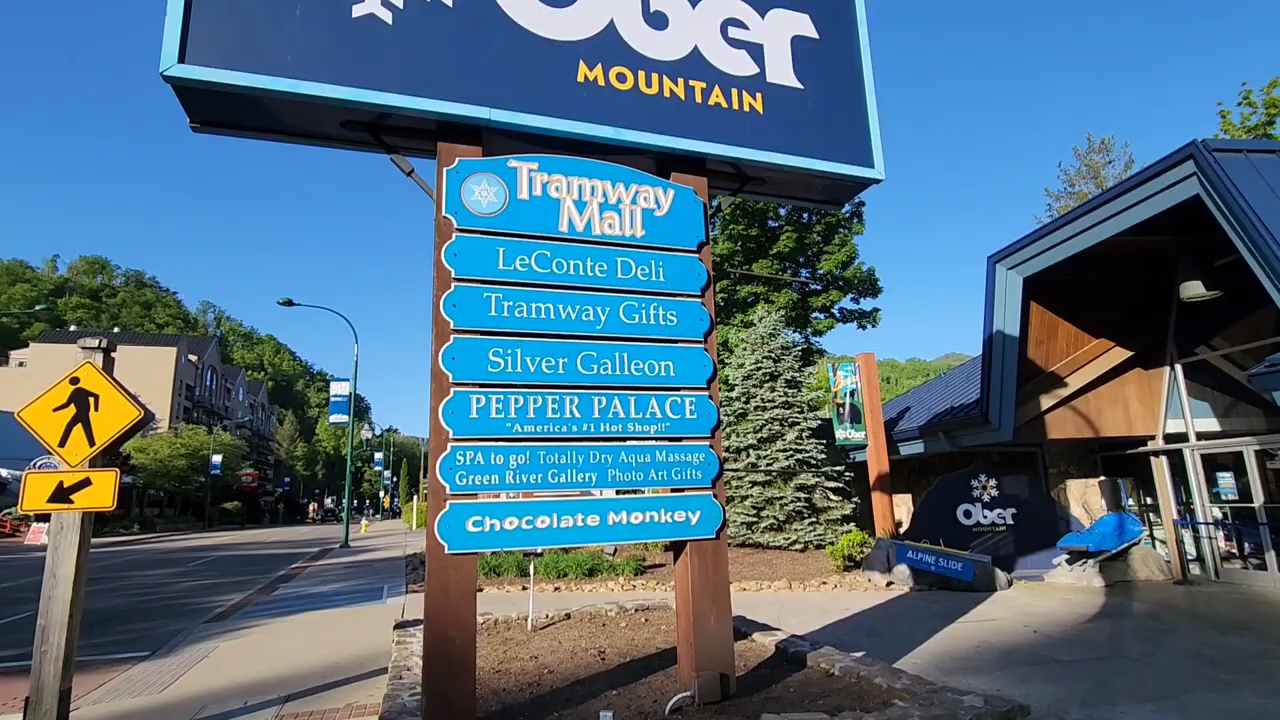 Ober
MOUNTAIN
Tramway
Mall
LeConte Deli
Tramway Gifts
Silver Galleon
PEPPER PALACE
"America's #1 Hot Shop!!"
SPA to go! Totally Dry Aqua Massage
Green River Gallery Photo Art Gifts
Chocolate Monkey
Ober
Ober
MOUNTAIN
ALPINE SLIDE